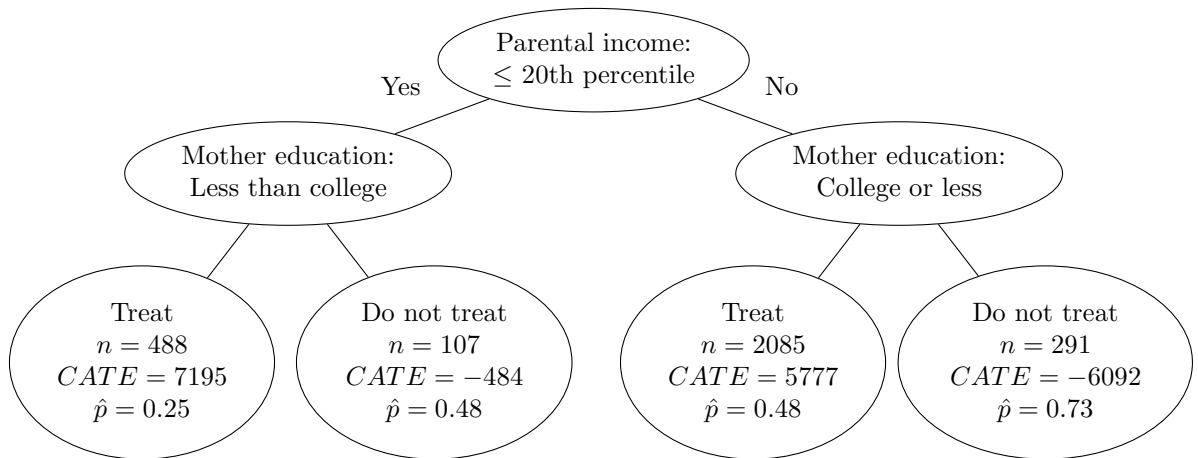 Parental income:
≤ 20th percentile
Yes
No
Mother education:
Less than college
Mother education:
College or less
Treat
n = 488
CATE = 7195
p̂ = 0.25
Do not treat
n = 107
CATE = −484
p̂ = 0.48
Treat
n = 2085
CATE = 5777
p̂ = 0.48
Do not treat
n = 291
CATE = −6092
p̂ = 0.73